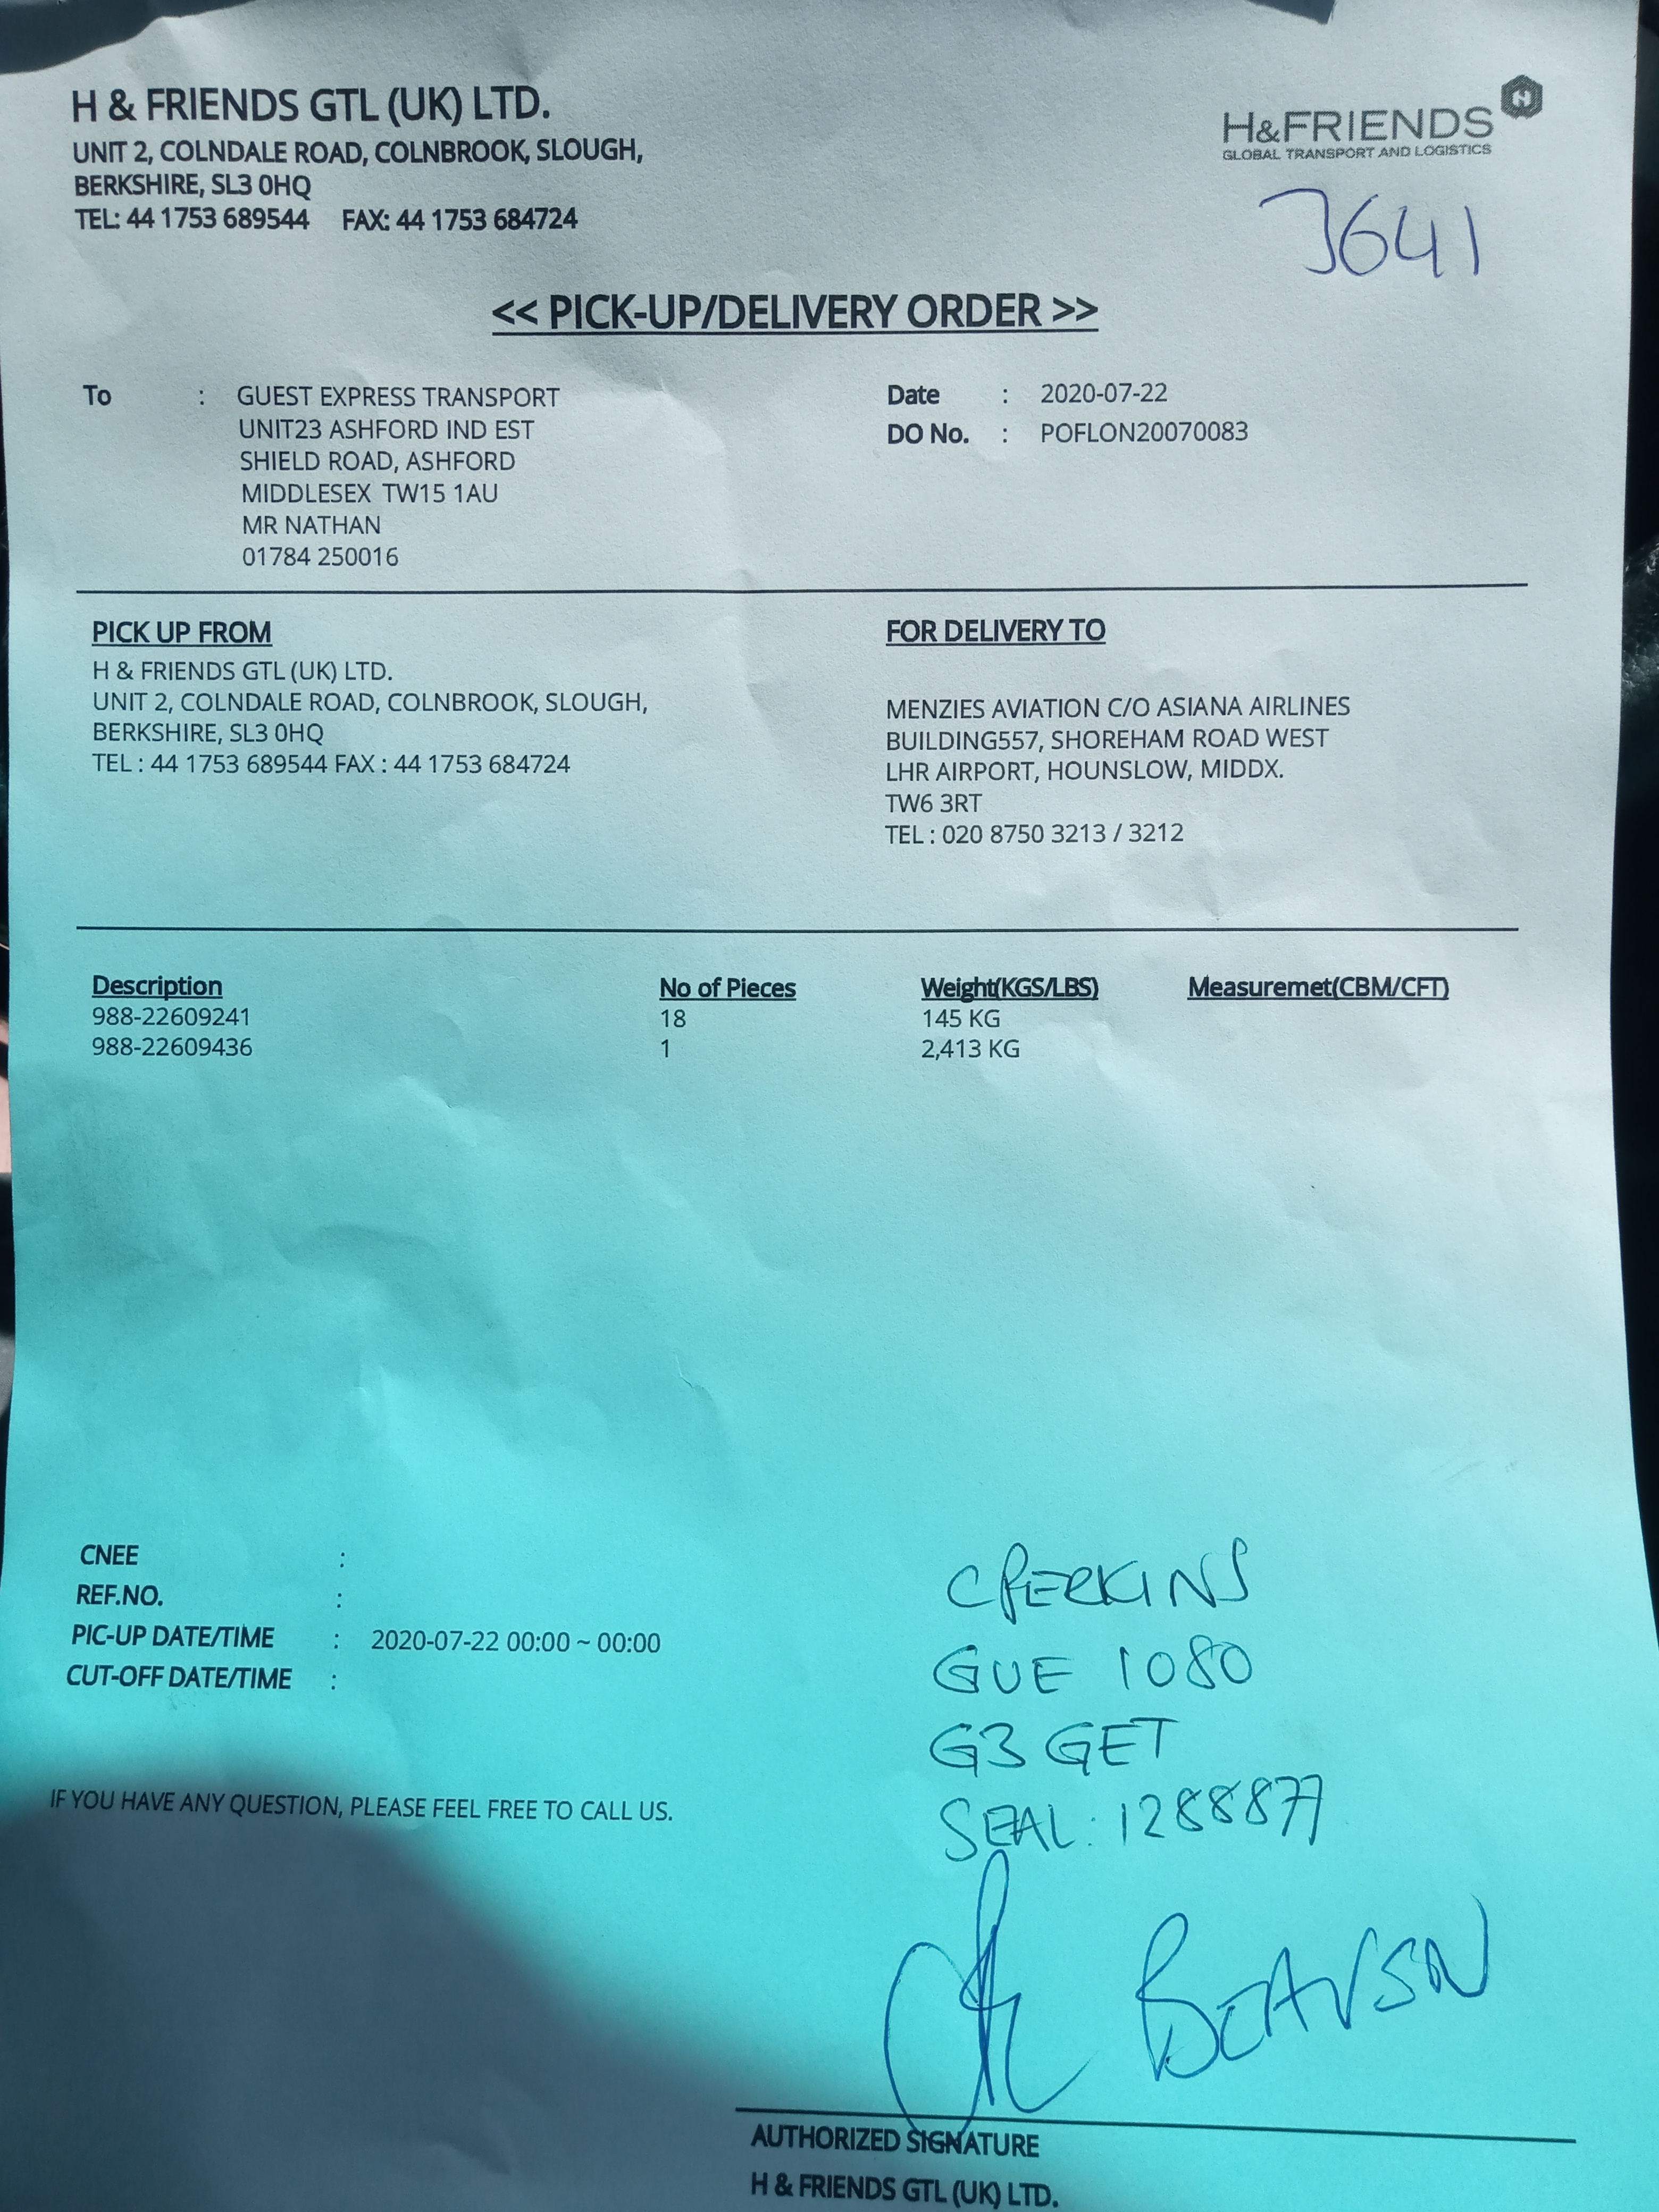 H & FRIENDS GTL (UK) LTD.
UNIT 2, COLNDALE ROAD, COLNBROOK, SLOUGH,
BERKSHIRE, SL3 0HQ
TEL: 44 1753 689544 FAX: 44 1753 684724
H&FRIENDS
GLOBAL TRANSPORT AND LOGISTICS
J641
<< PICK-UP/DELIVERY ORDER >>
To : GUEST EXPRESS TRANSPORT
UNIT23 ASHFORD IND EST
SHIELD ROAD, ASHFORD
MIDDLESEX TW15 1AU
MR NATHAN
01784 250016
Date : 2020-07-22
DO No. : POFLON20070083
PICK UP FROM
H & FRIENDS GTL (UK) LTD.
UNIT 2, COLNDALE ROAD, COLNBROOK, SLOUGH,
BERKSHIRE, SL3 0HQ
TEL : 44 1753 689544 FAX : 44 1753 684724
FOR DELIVERY TO
MENZIES AVIATION C/O ASIANA AIRLINES
BUILDING557, SHOREHAM ROAD WEST
LHR AIRPORT, HOUNSLOW, MIDDX.
TW6 3RT
TEL : 020 8750 3213 / 3212
Description No of Pieces Weight(KGS/LBS) Measuremet(CBM/CFT)
988-22609241 18 145 KG
988-22609436 1 2,413 KG
CNEE :
REF.NO. :
PIC-UP DATE/TIME : 2020-07-22 00:00 ~ 00:00
CUT-OFF DATE/TIME :
IF YOU HAVE ANY QUESTION, PLEASE FEEL FREE TO CALL US.
C PERKINS
GUE 1080
G3 GET
SEAL: 1288877
AUTHORIZED SIGNATURE
H & FRIENDS GTL (UK) LTD.